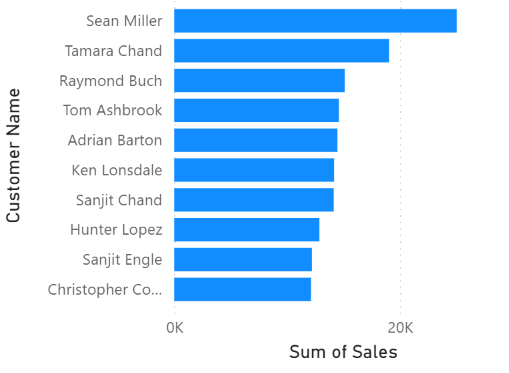 Customer Name
Sean Miller
Tamara Chand
Raymond Buch
Tom Ashbrook
Adrian Barton
Ken Lonsdale
Sanjit Chand
Hunter Lopez
Sanjit Engle
Christopher Co...
0K 20K
Sum of Sales